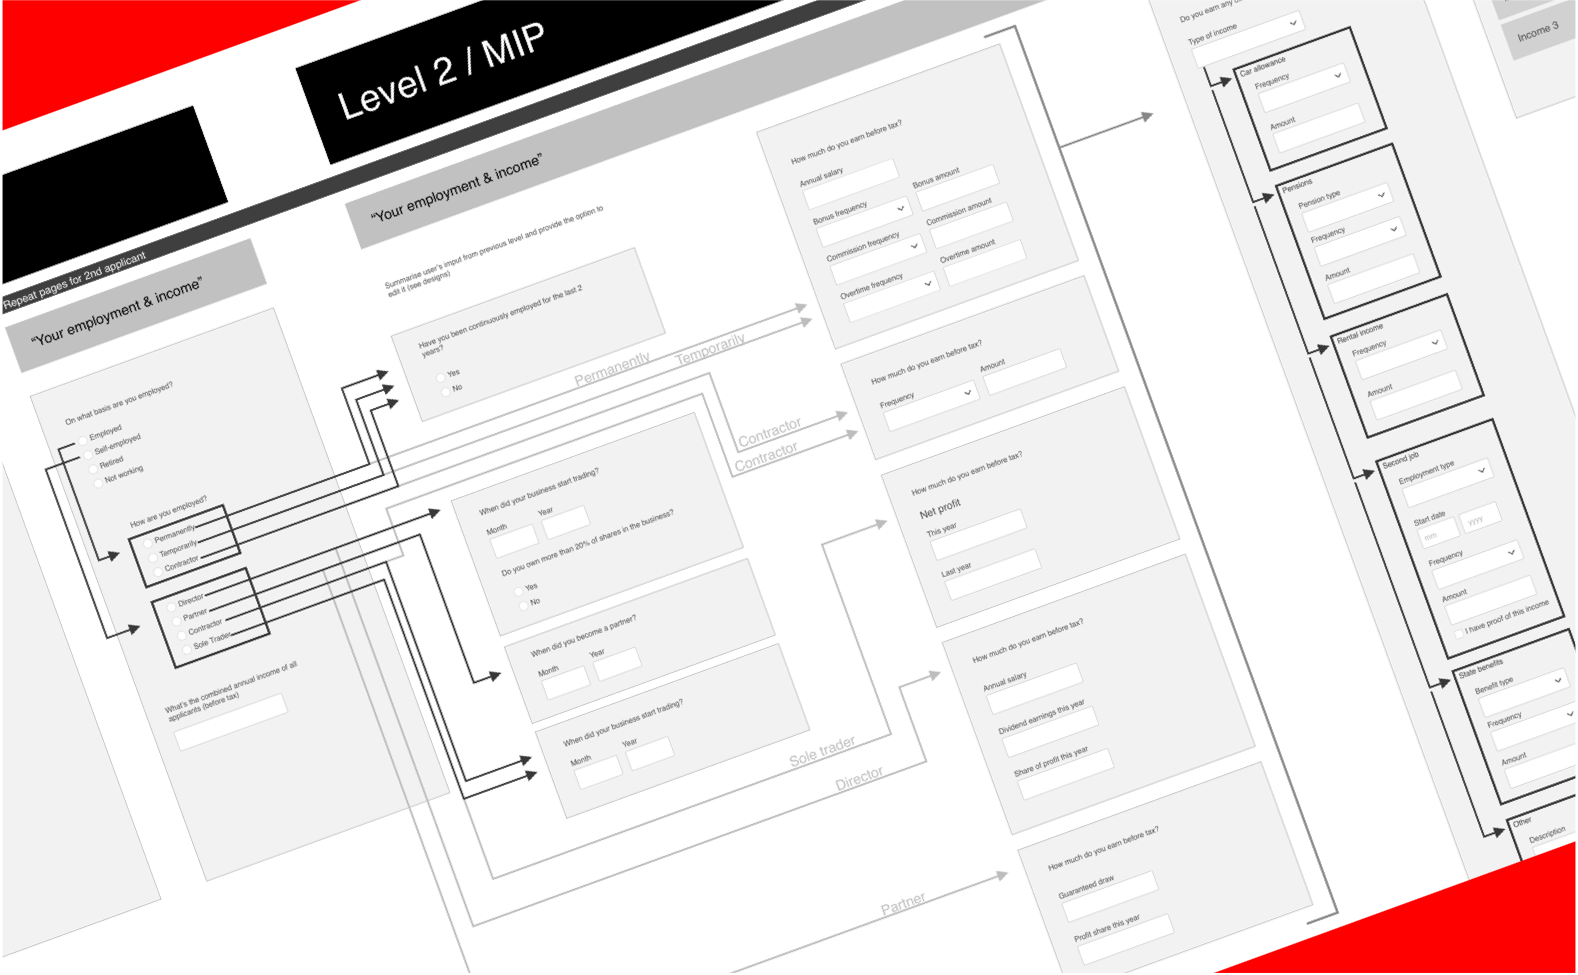 Level 2 / MIP
Repeat pages for 2nd applicant
“Your employment & income”
On what basis are you employed?
Employed
Self-employed
Retired
Not working
How are you employed?
Permanently
Temporarily
Contractor
Director
Partner
Contractor
Sole Trader
What's the combined annual income of all
applicants (before tax)
“Your employment & income”
Summarise user's imput from previous level and provide the option to
edit it (see designs)
Have you been continuously employed for the last 2
years?
Yes
No
Permanently
Temporarily
Contractor
Contractor
When did your business start trading?
Month
Year
Do you own more than 20% of shares in the business?
Yes
No
When did you become a partner?
Month
Year
When did your business start trading?
Month
Year
Sole trader
Director
Partner
How much do you earn before tax?
Annual salary
Bonus frequency
Bonus amount
Commission frequency
Commission amount
Overtime frequency
Overtime amount
How much do you earn before tax?
Frequency
Amount
How much do you earn before tax?
Net profit
This year
Last year
How much do you earn before tax?
Annual salary
Dividend earnings this year
Share of profit this year
How much do you earn before tax?
Guaranteed draw
Profit share this year
Do you earn any
Type of income
Car allowance
Frequency
Amount
Pensions
Pension type
Frequency
Amount
Rental income
Frequency
Amount
Second job
Employment type
Start date
mm
yyyy
Frequency
Amount
I have proof of this income
State benefits
Benefit type
Frequency
Amount
Other
Description
Income 3